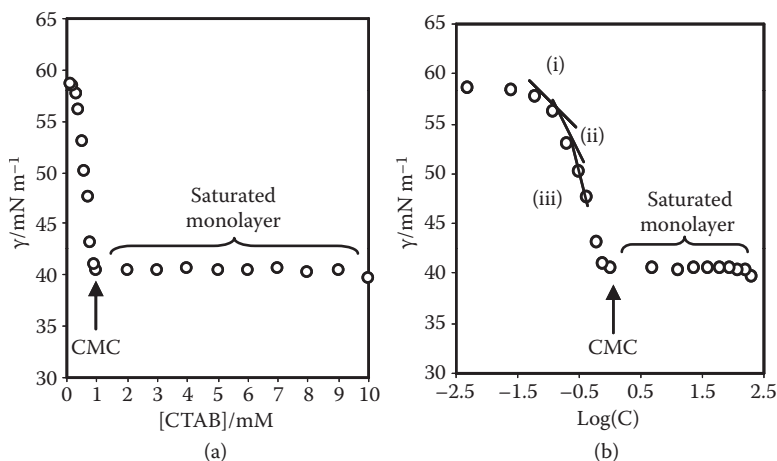 65
60
55
50
45
40
35
30
γ/mN m⁻¹
Saturated
monolayer
CMC
0 1 2 3 4 5 6 7 8 9 10
[CTAB]/mM
(a)
65
60
55
50
45
40
35
30
γ/mN m⁻¹
(i)
(ii)
(iii)
Saturated
monolayer
CMC
−2.5 −1.5 −0.5 0.5 1.5 2.5
Log(C)
(b)